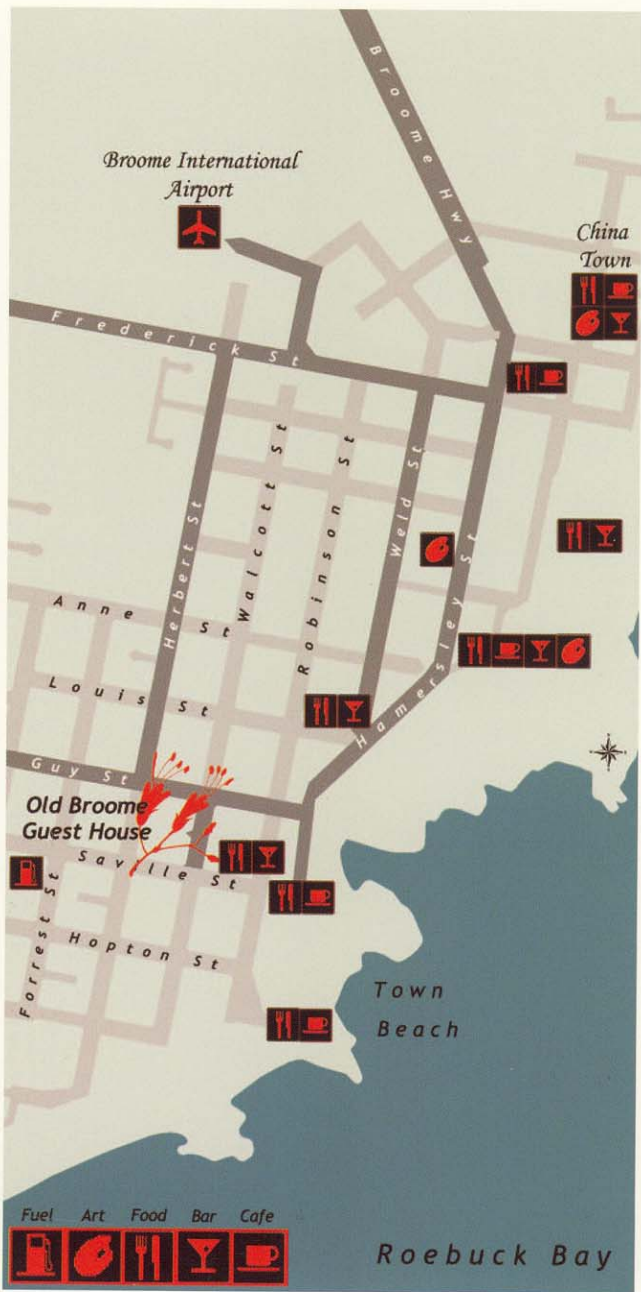 Broome Hwy
Broome International
Airport
China
Town
Frederick St
Herbert St
Walcott St
Robinson St
Weld St
Hamersley St
Anne St
Louis St
Guy St
Old Broome
Guest House
Saville St
Forrest St
Hopton St
Town
Beach
Fuel Art Food Bar Cafe
Roebuck Bay